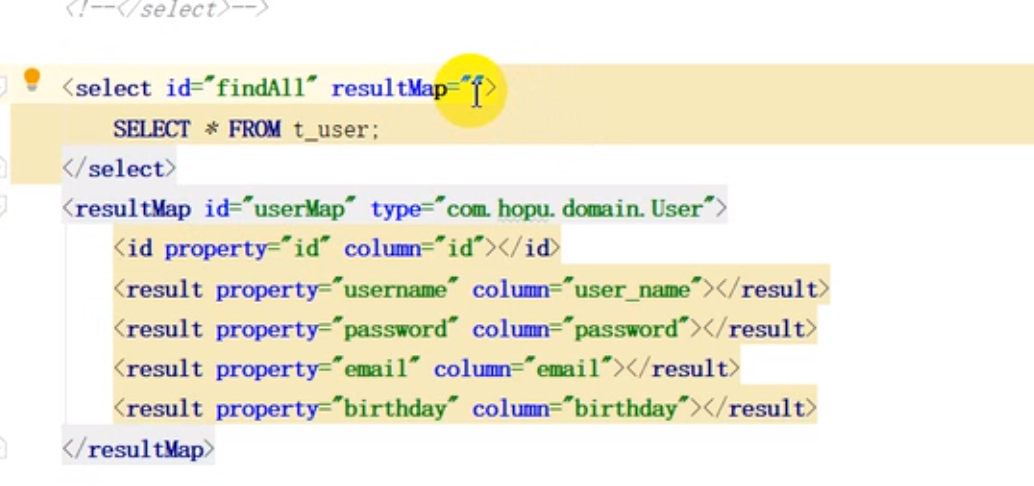 <!--</select>-->
<select id="findAll" resultMap="">
SELECT * FROM t_user;
</select>
<resultMap id="userMap" type="com.hopu.domain.User">
<id property="id" column="id"></id>
<result property="username" column="user_name"></result>
<result property="password" column="password"></result>
<result property="email" column="email"></result>
<result property="birthday" column="birthday"></result>
</resultMap>